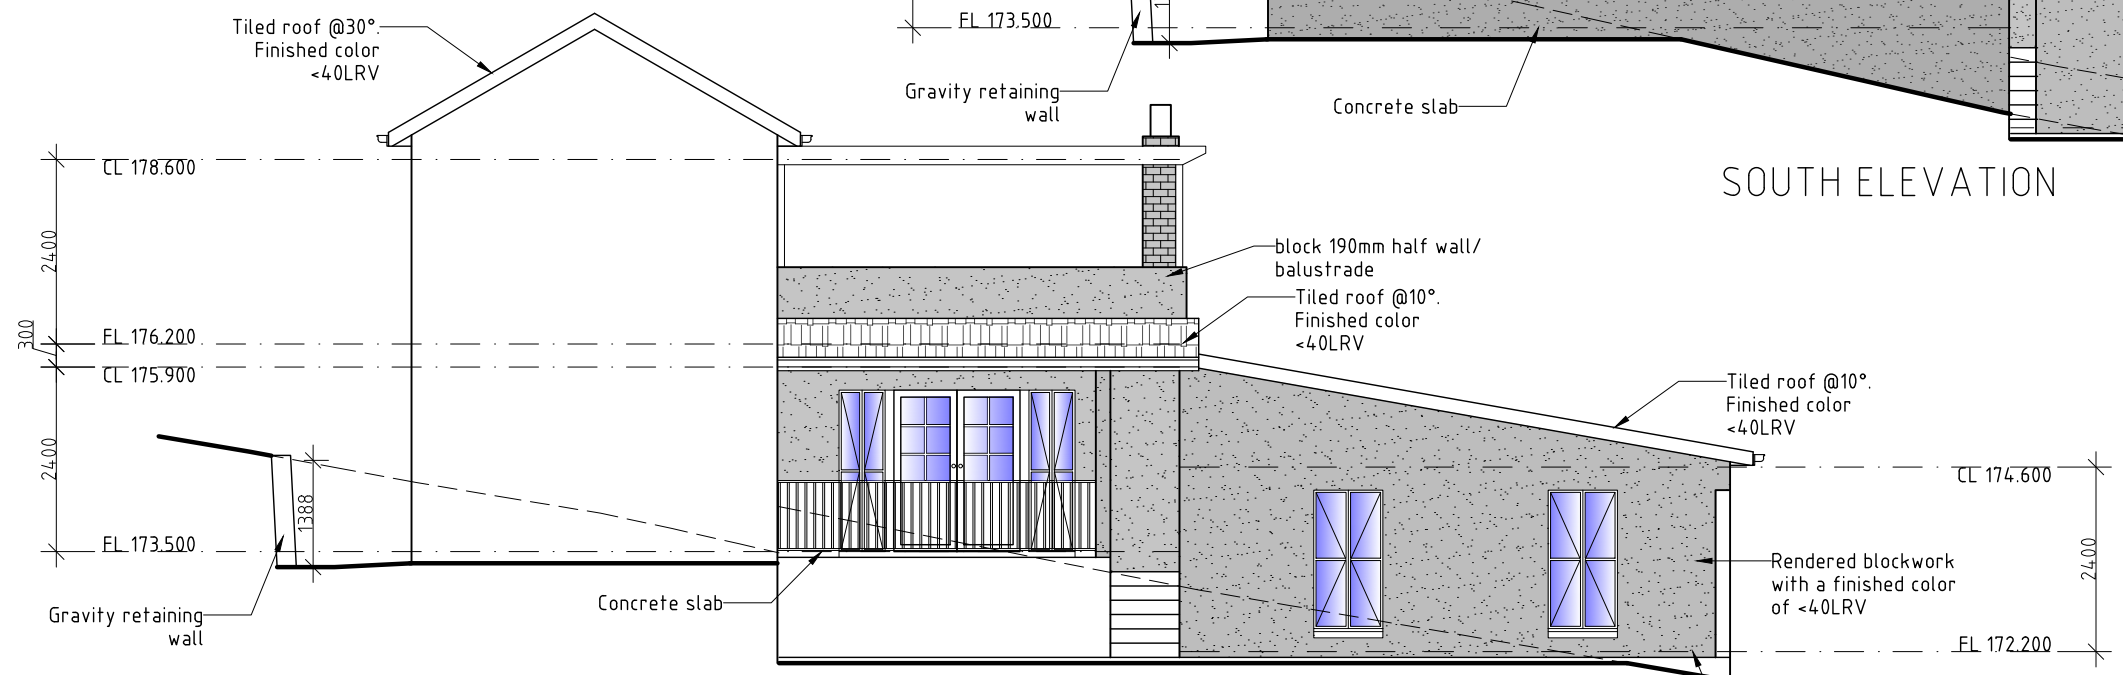 Tiled roof @30°.
Finished color
<40LRV
FL 173.500
Gravity retaining
wall
Concrete slab
SOUTH ELEVATION
CL 178.600
2400
block 190mm half wall/
balustrade
Tiled roof @10°.
Finished color
<40LRV
300
FL 176.200
CL 175.900
Tiled roof @10°.
Finished color
<40LRV
2400
CL 174.600
1388
FL 173.500
Rendered blockwork
with a finished color
of <40LRV
2400
Concrete slab
Gravity retaining
wall
FL 172.200